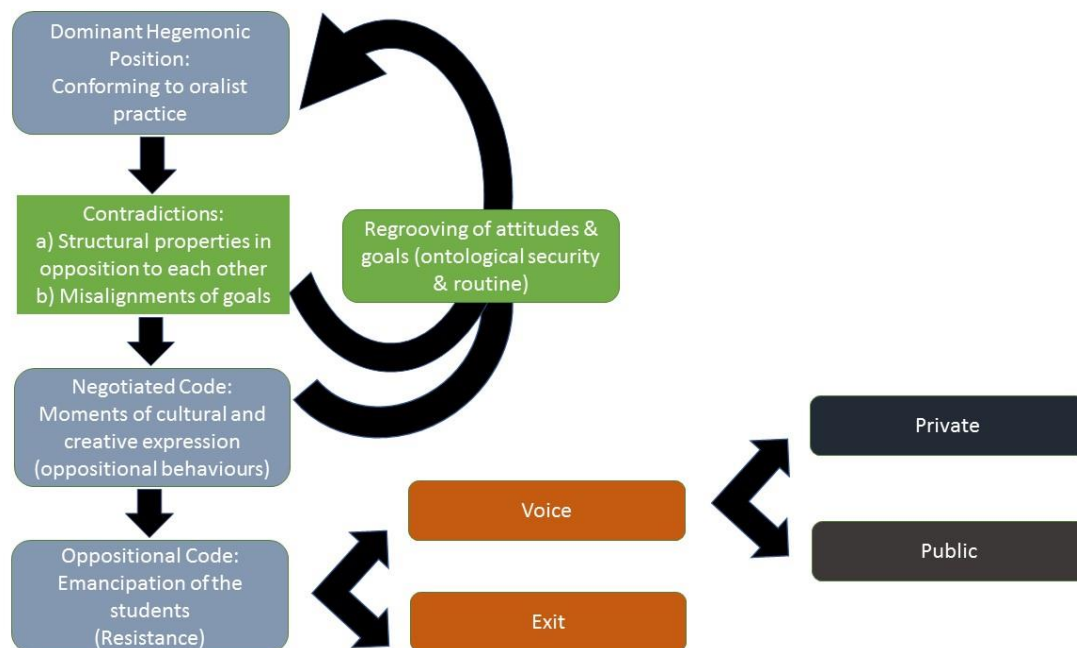 Dominant Hegemonic
Position:
Conforming to oralist
practice
Contradictions:
a) Structural properties in
opposition to each other
b) Misalignments of goals
Regrooving of attitudes &
goals (ontological security
& routine)
Negotiated Code:
Moments of cultural and
creative expression
(oppositional behaviours)
Oppositional Code:
Emancipation of the
students
(Resistance)
Voice
Exit
Private
Public